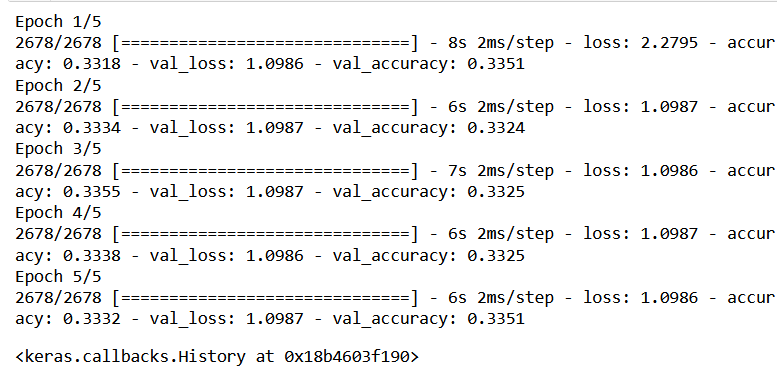 Epoch 1/5
2678/2678 [==============================] - 8s 2ms/step - loss: 2.2795 - accur
acy: 0.3318 - val_loss: 1.0986 - val_accuracy: 0.3351
Epoch 2/5
2678/2678 [==============================] - 6s 2ms/step - loss: 1.0987 - accur
acy: 0.3334 - val_loss: 1.0987 - val_accuracy: 0.3324
Epoch 3/5
2678/2678 [==============================] - 7s 2ms/step - loss: 1.0986 - accur
acy: 0.3355 - val_loss: 1.0987 - val_accuracy: 0.3325
Epoch 4/5
2678/2678 [==============================] - 6s 2ms/step - loss: 1.0987 - accur
acy: 0.3338 - val_loss: 1.0986 - val_accuracy: 0.3325
Epoch 5/5
2678/2678 [==============================] - 6s 2ms/step - loss: 1.0986 - accur
acy: 0.3332 - val_loss: 1.0987 - val_accuracy: 0.3351
<keras.callbacks.History at 0x18b4603f190>